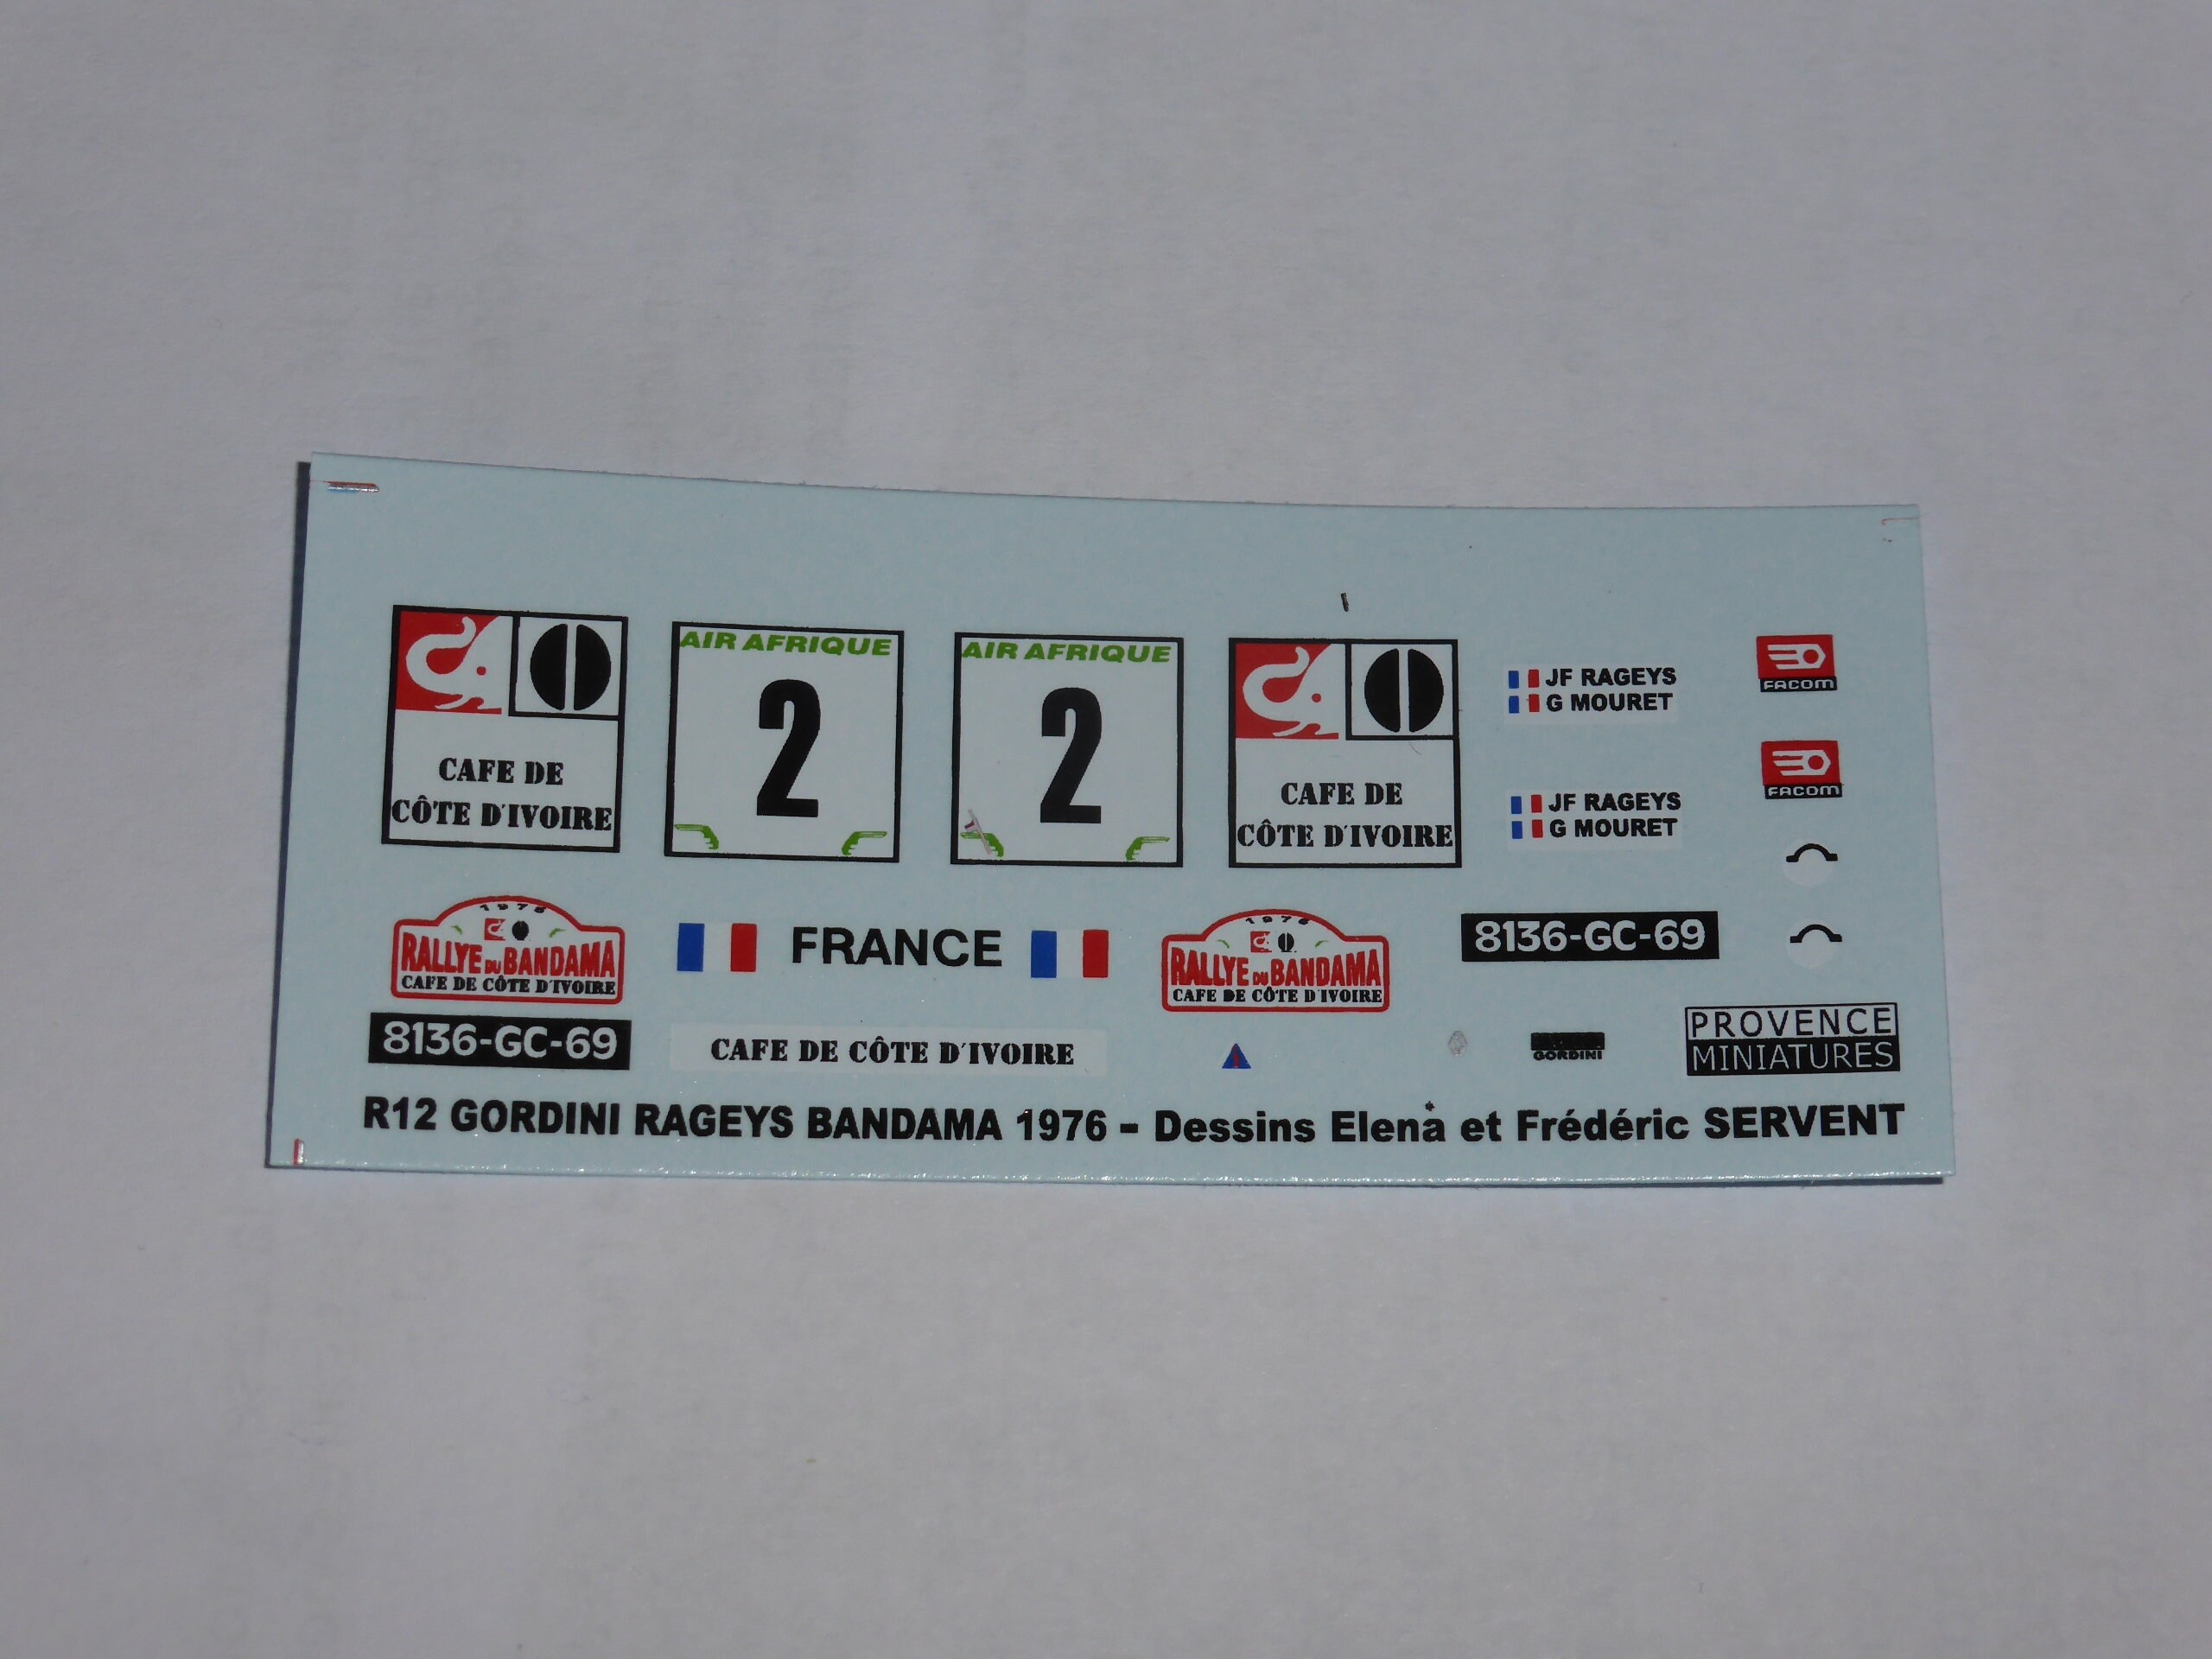 CAFE DE
CÔTE D'IVOIRE
AIR AFRIQUE
2
AIR AFRIQUE
2
CAFE DE
CÔTE D'IVOIRE
JF RAGEYS
G MOURET
FACOM
JF RAGEYS
G MOURET
FACOM
1976
RALLYE DU BANDAMA
CAFE DE CÔTE D'IVOIRE
FRANCE
1976
RALLYE DU BANDAMA
CAFE DE CÔTE D'IVOIRE
8136-GC-69
8136-GC-69
CAFE DE CÔTE D'IVOIRE
GORDINI
PROVENCE
MINIATURES
R12 GORDINI RAGEYS BANDAMA 1976 - Dessins Elena et Frédéric SERVENT